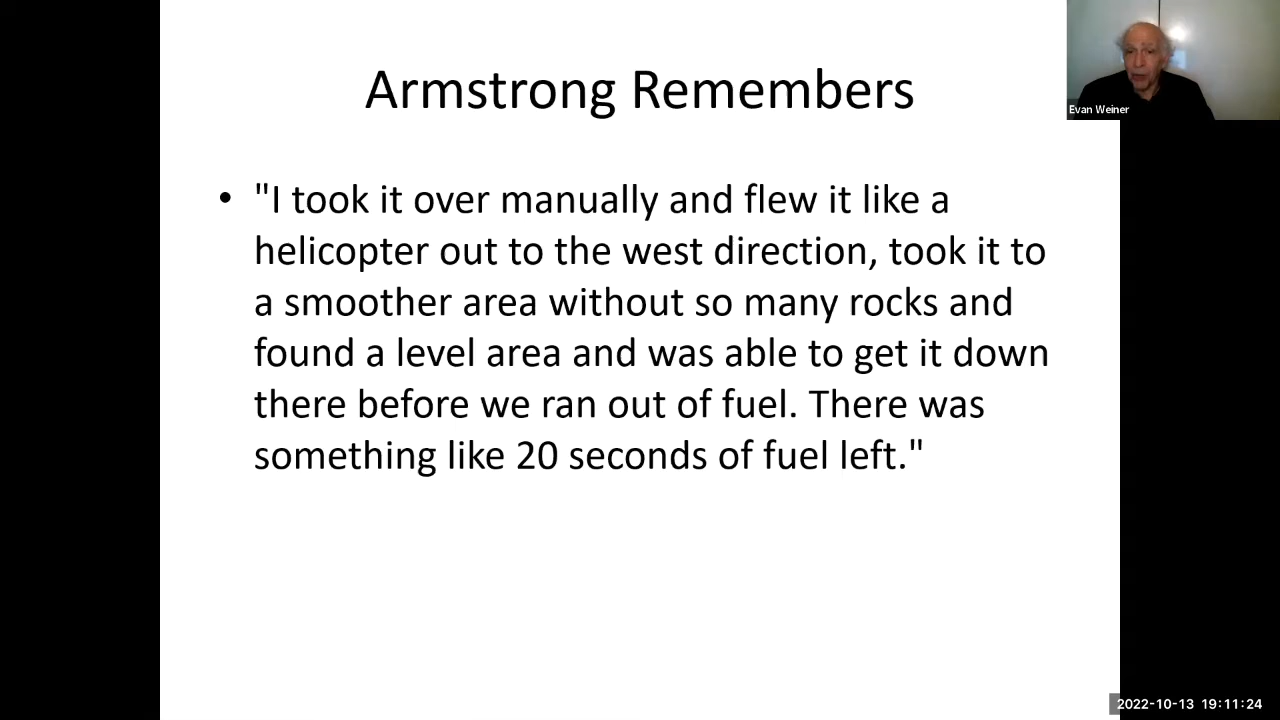 Armstrong Remembers
Evan Weiner
• "I took it over manually and flew it like a
helicopter out to the west direction, took it to
a smoother area without so many rocks and
found a level area and was able to get it down
there before we ran out of fuel. There was
something like 20 seconds of fuel left."
2022-10-13 19:11:24